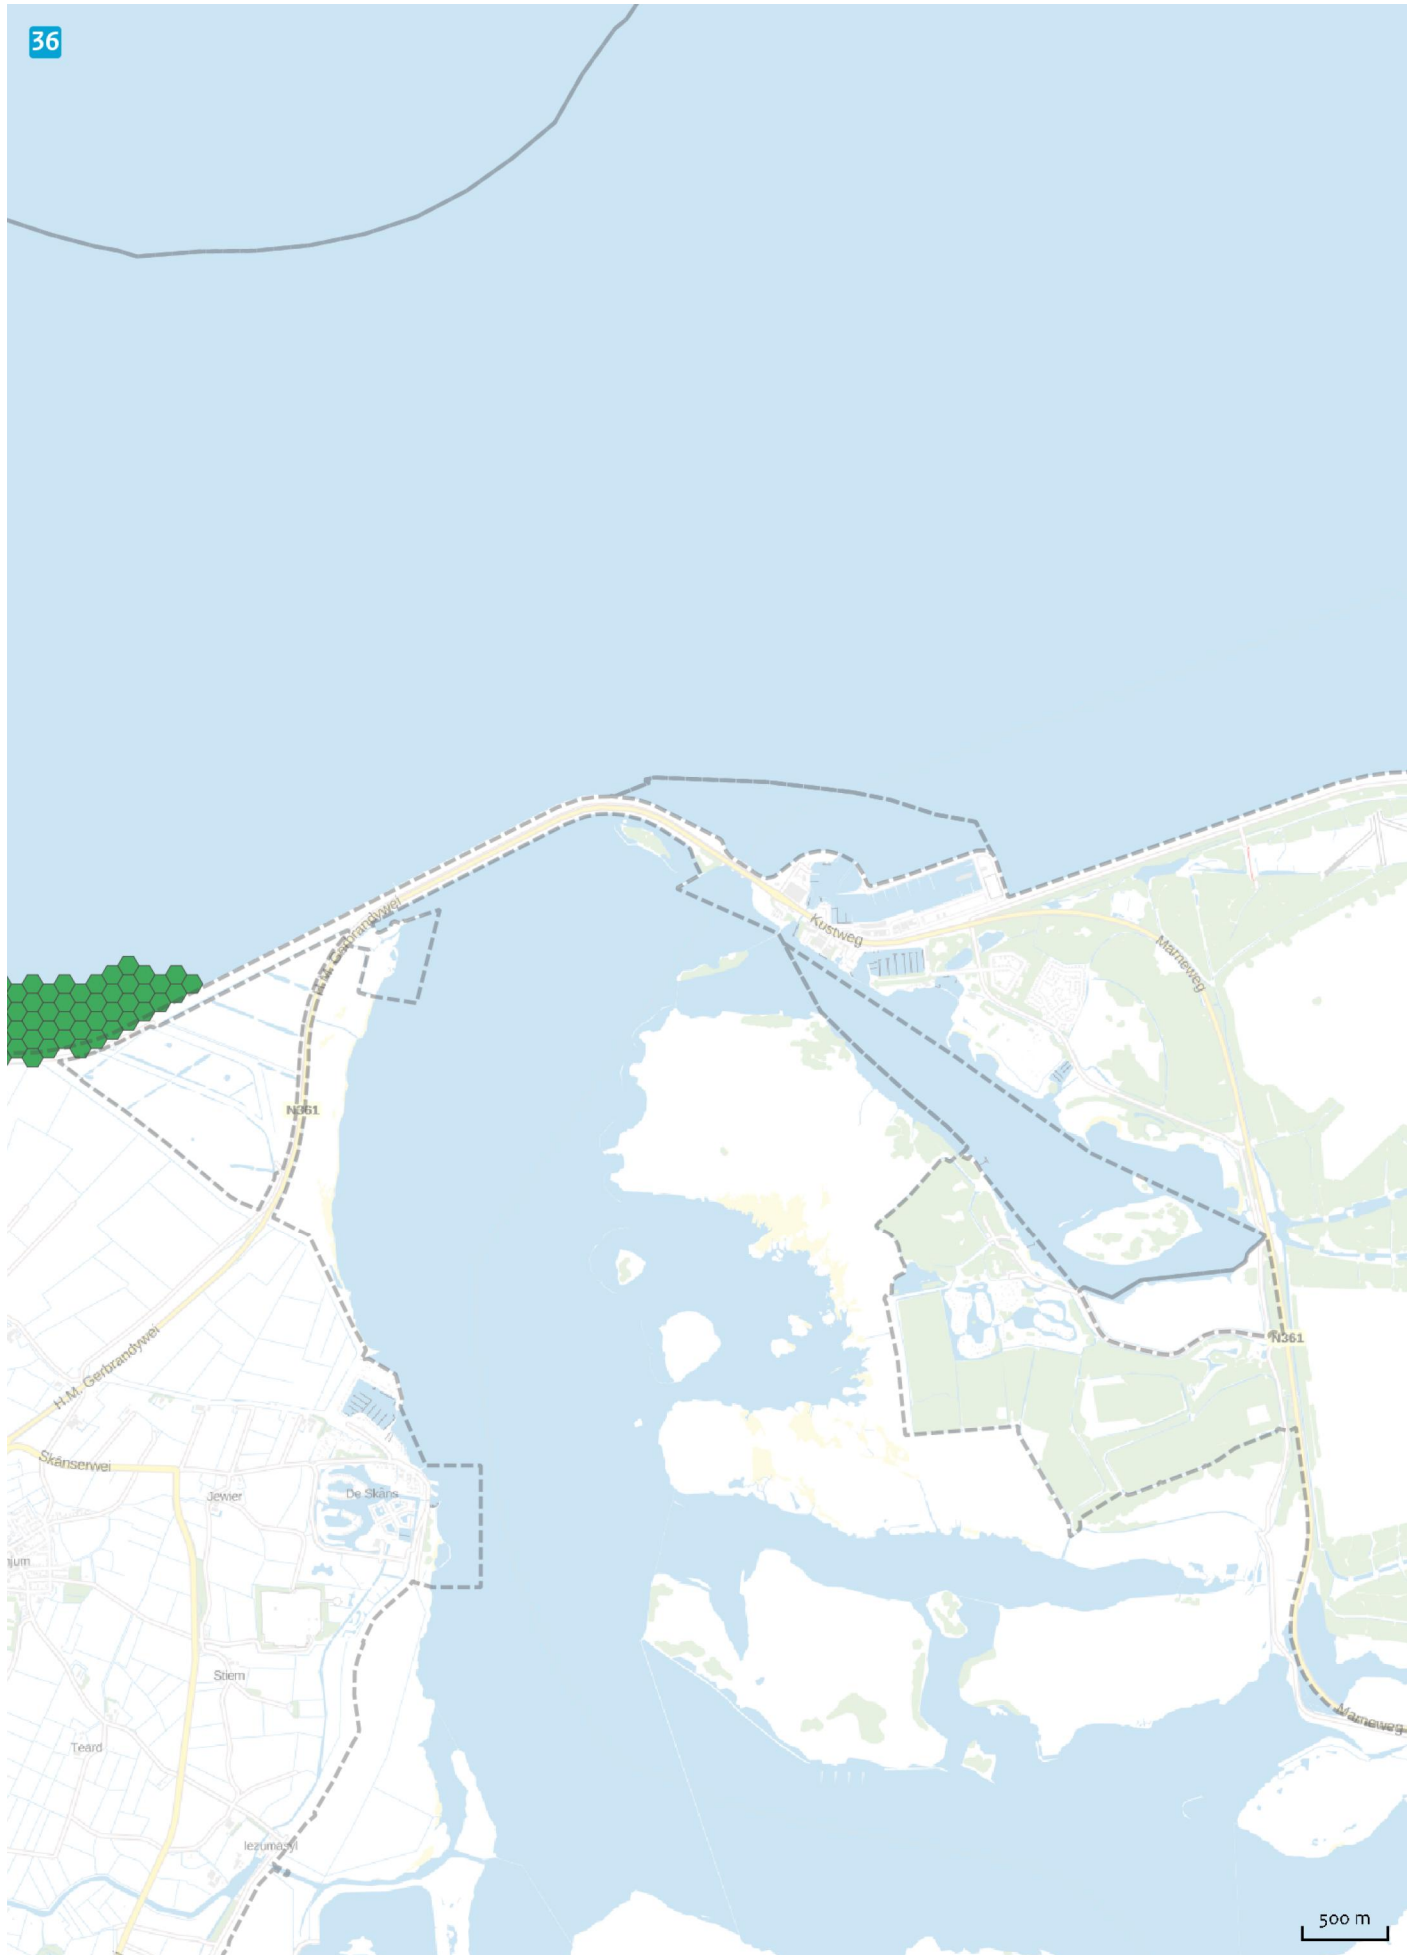 36
H.M. Gerbrandywei
Kustweg
Marneweg
N361
N361
H.M. Gerbrandywei
Skânserwei
Jewier
De Skâns
Stiem
Marneweg
Teard
500 m